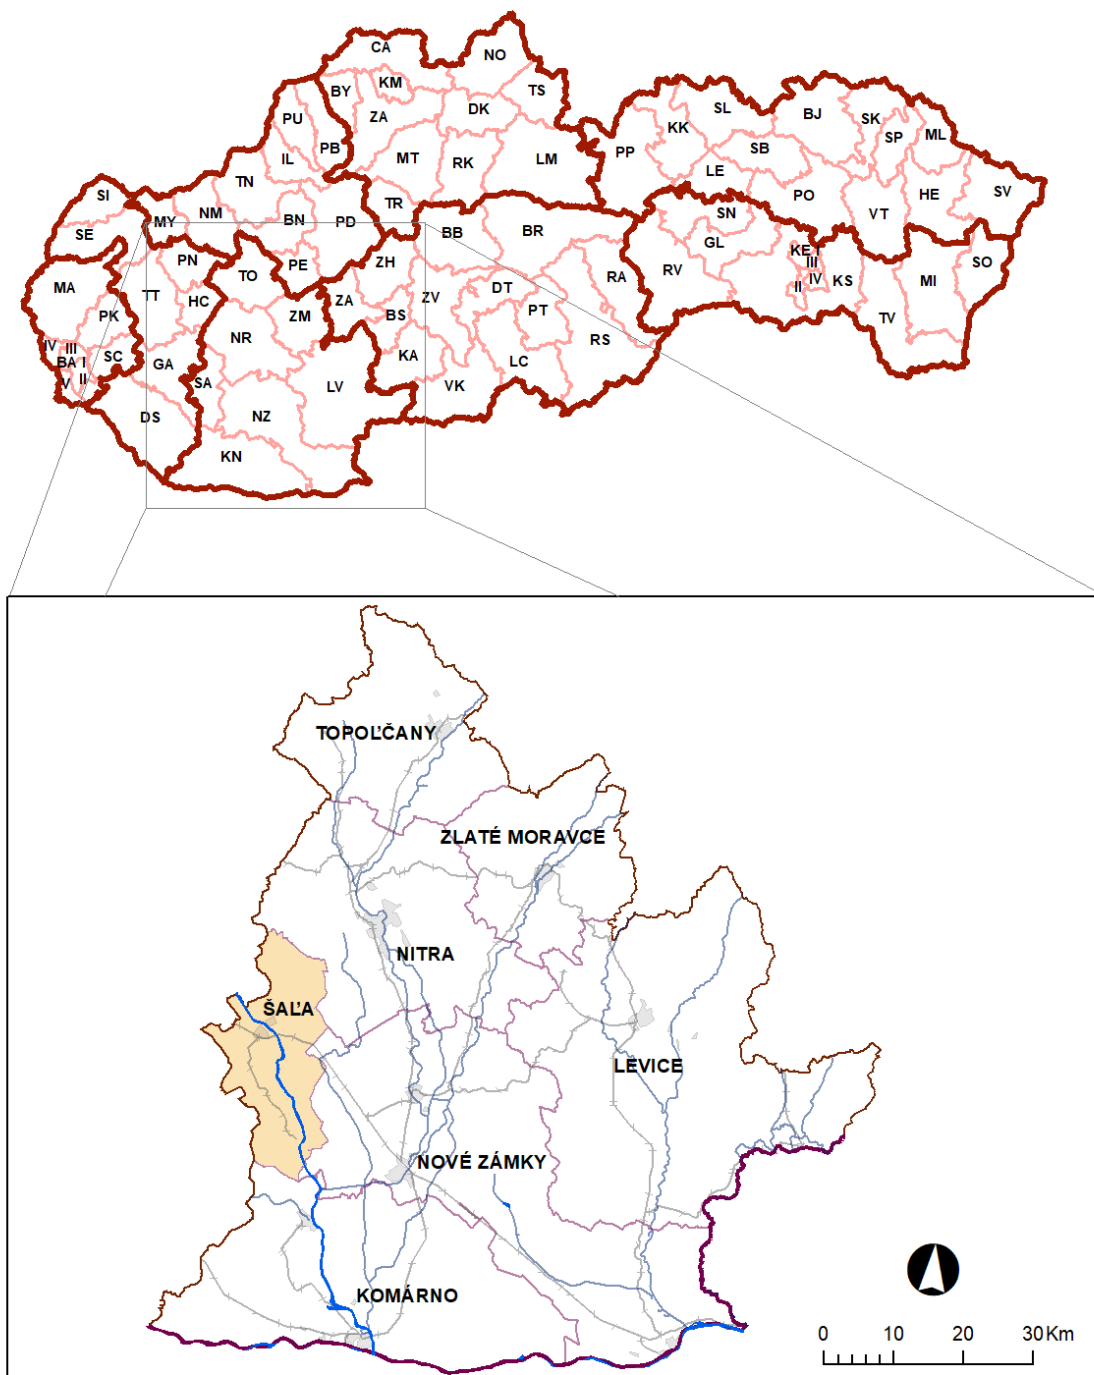 CA
NO
BY
KM
TS
PU
ZA
DK
SL
BJ
SK
KK
SP
ML
PB
IL
MT
RK
LM
PP
SB
LE
TN
SI
TR
PO
HE
SV
MY
NM
BN
PD
SN
VT
SE
BB
BR
GL
KE I
PN
PE
ZH
RV
III
SO
MA
TT
TO
RA
IV
KS
MI
HC
ZA
ZV
DT
II
PK
ZM
BS
PT
TV
IV
III
SC
NR
KA
RS
BA
I
GA
LC
V
II
SA
LV
VK
DS
NZ
KN
TOPOĽČANY
ZLATÉ MORAVCE
NITRA
ŠAĽA
LEVICE
NOVÉ ZÁMKY
KOMÁRNO
0 10 20 30 Km